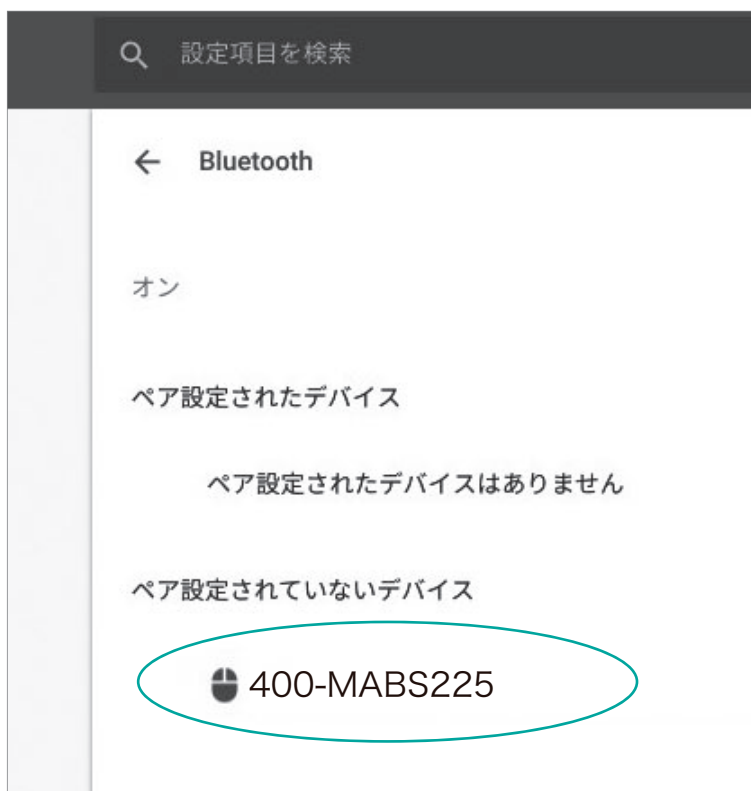 設定項目を検索
Bluetooth
オン
ペア設定されたデバイス
ペア設定されたデバイスはありません
ペア設定されていないデバイス
400-MABS225